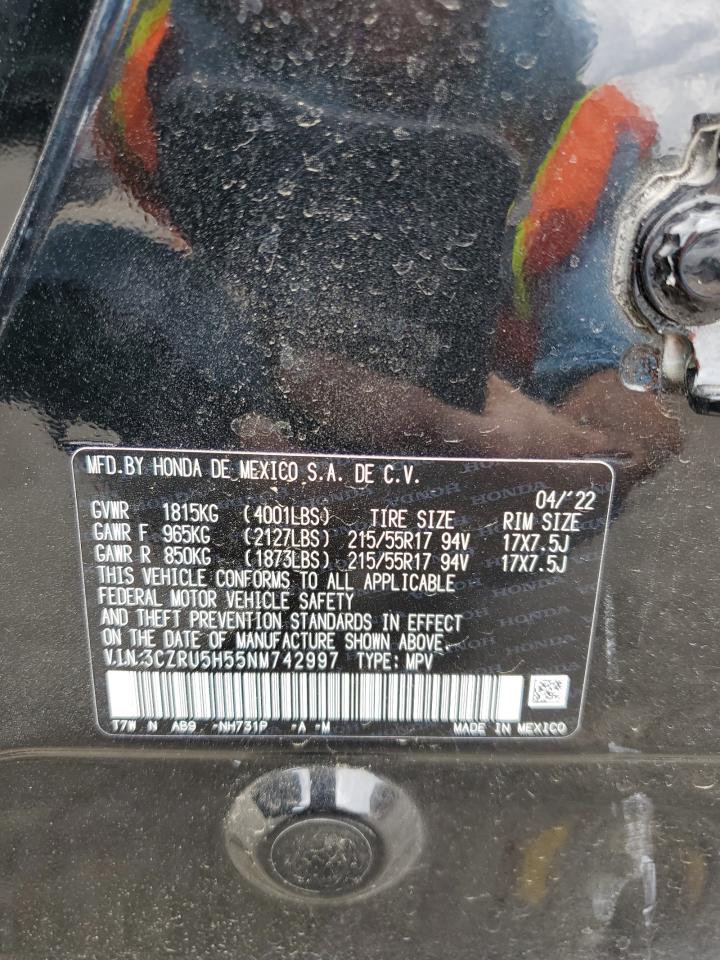 MFD.BY HONDA DE MEXICO S.A. DE C.V.
04/'22
GVWR 1815KG (4001LBS) TIRE SIZE RIM SIZE
GAWR F 965KG (2127LBS) 215/55R17 94V 17X7.5J
GAWR R 850KG (1873LBS) 215/55R17 94V 17X7.5J
THIS VEHICLE CONFORMS TO ALL APPLICABLE
FEDERAL MOTOR VEHICLE SAFETY
AND THEFT PREVENTION STANDARDS IN EFFECT
ON THE DATE OF MANUFACTURE SHOWN ABOVE.
V.I.N:3CZRU5H55NM742997 TYPE: MPV
T7W N AB9 -NH731P -A -M MADE IN MEXICO